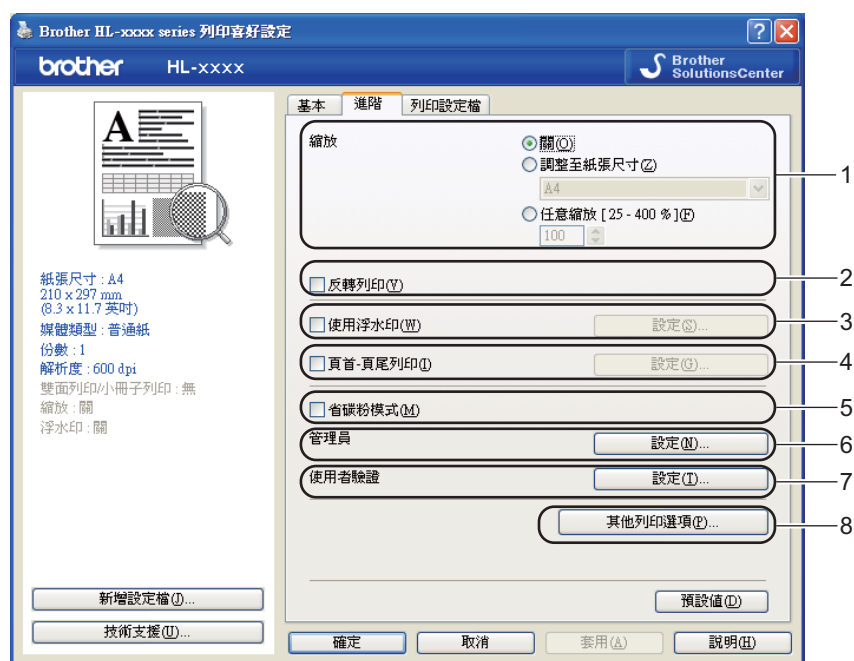 Brother HL-xxxx series 列印喜好設定
brother HL-xxxx
Brother
SolutionsCenter
A
紙張尺寸 : A4
210 x 297 mm
(8.3 x 11.7 英吋)
媒體類型 : 普通紙
份數 : 1
解析度 : 600 dpi
雙面列印/小冊子列印 : 無
縮放 : 關
浮水印 : 關
新增設定檔(J)...
技術支援(U)...
基本 進階 列印設定檔
縮放
關(O)
調整至紙張尺寸(Z)
A4
任意縮放 [ 25 - 400 % ](F)
100
1
反轉列印(Y)
2
使用浮水印(W) 設定(S)...
3
頁首-頁尾列印(I) 設定(G)...
4
省碳粉模式(M)
5
管理員 設定(N)...
6
使用者驗證 設定(T)...
7
其他列印選項(P)...
8
預設值(D)
確定 取消 套用(A) 說明(H)